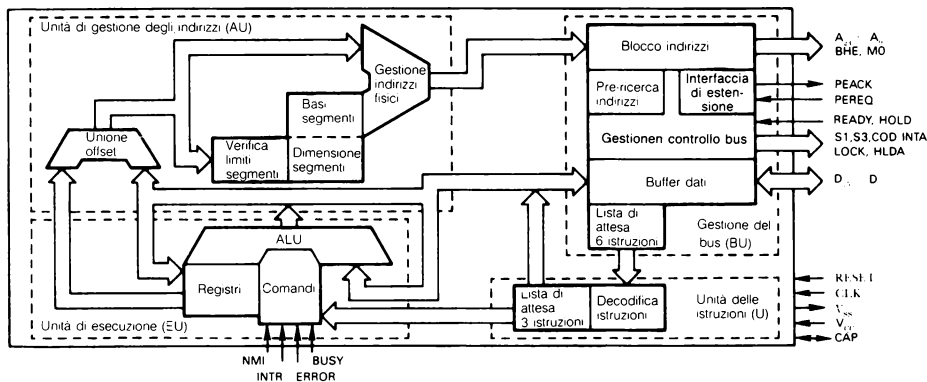 Unità di gestione degli indirizzi (AU)
Gestione
indirizzi
fisici
Basi
segmenti
Verifica
limiti
segmenti
Dimensione
segmenti
Unione
offset
ALU
Registri
Comandi
Unità di esecuzione (EU)
NMI
INTR
ERROR
BUSY
Blocco indirizzi
Pre-ricerca
indirizzi
Interfaccia
di esten-
sione
Gestionen controllo bus
Buffer dati
Lista di
attesa
6 istruzioni
Gestione del
bus (BU)
Lista di
attesa
3 istruzioni
Decodifica
istruzioni
Unità delle
istruzioni (U)
BHE, M0
PEACK
PEREQ
READY, HOLD
S1,S3,COD INTA
LOCK, HLDA
D D
RESET
CLK
Vss
Vcc
CAP